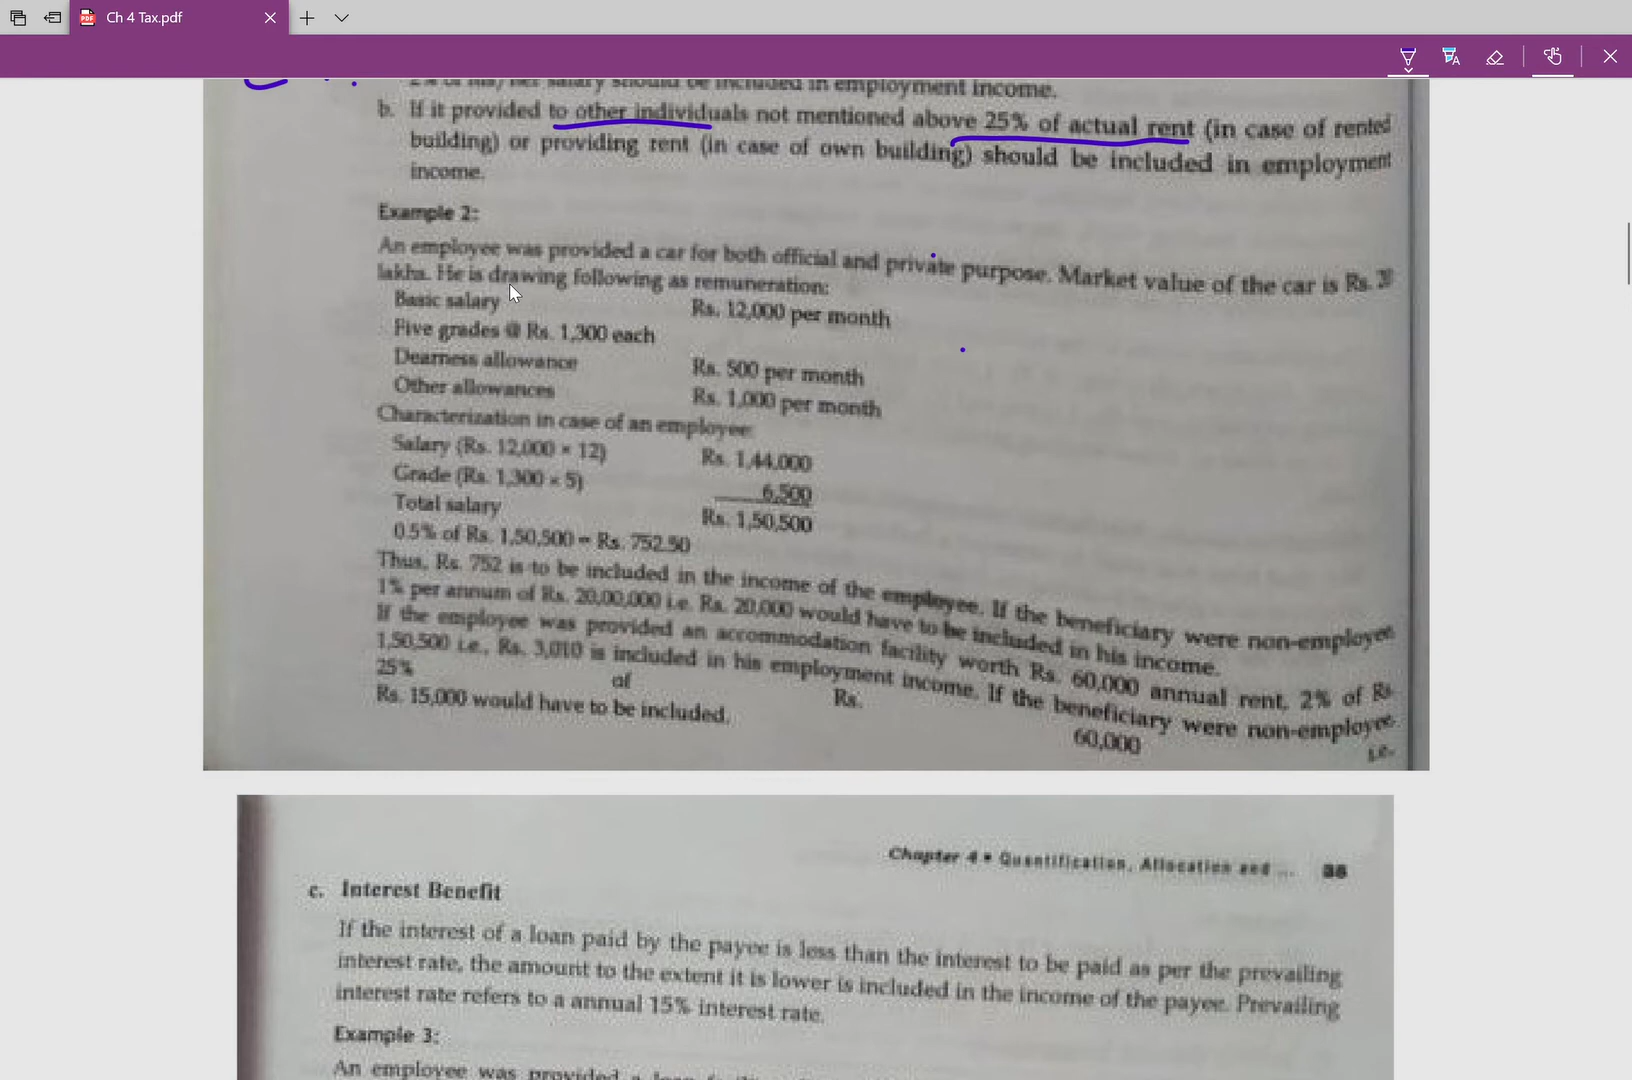 Ch 4 Tax.pdf
2% of his/her salary should be included in employment income.
b. If it provided to other individuals not mentioned above 25% of actual rent (in case of rented
building) or providing rent (in case of own building) should be included in employment
income.
Example 2:
An employee was provided a car for both official and private purpose. Market value of the car is Rs.
lakhs. He is drawing following as remuneration:
Basic salary Rs. 12,000 per month
Five grades @ Rs. 1,300 each
Dearness allowance Rs. 500 per month
Other allowances Rs. 1,000 per month
Characterization in case of an employee:
Salary (Rs. 12,000 × 12) Rs. 1,44,000
Grade (Rs. 1,300 × 5) 6,500
Total salary Rs. 1,50,500
0.5% of Rs. 1,50,500 = Rs. 752.50
Thus, Rs. 752 is to be included in the income of the employee. If the beneficiary were non-employee
1% per annum of Rs. 20,00,000 i.e. Rs. 20,000 would have to be included in his income.
If the employee was provided an accommodation facility worth Rs. 60,000 annual rent, 2% of Rs.
1,50,500 i.e., Rs. 3,010 is included in his employment income. If the beneficiary were non-employee
25% of Rs. 60,000 i.e.
Rs. 15,000 would have to be included.
Chapter 4 • Quantification, Allocation and ...
c. Interest Benefit
If the interest of a loan paid by the payee is less than the interest to be paid as per the prevailing
interest rate, the amount to the extent it is lower is included in the income of the payee. Prevailing
interest rate refers to a annual 15% interest rate.
Example 3:
An employee was provided a loan